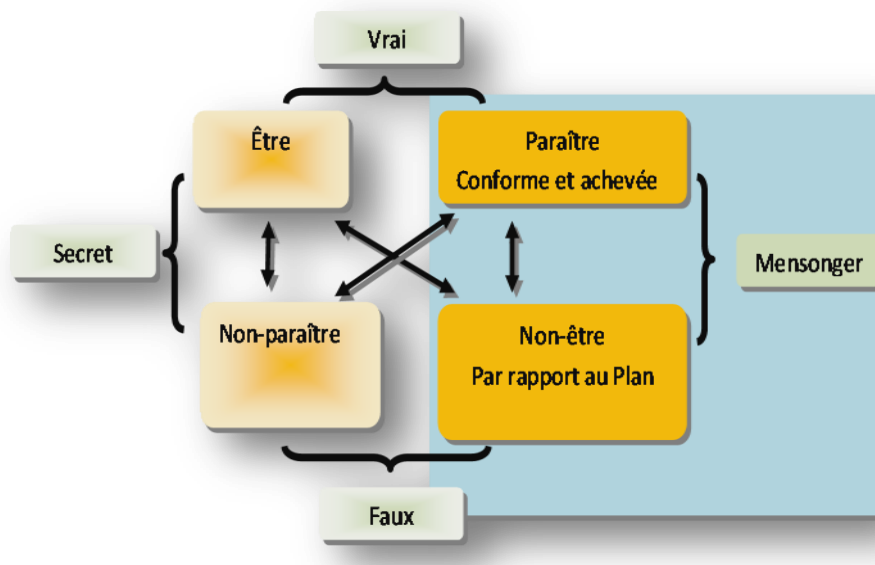 Vrai
Être
Paraître
Conforme et achevée
Secret
Mensonger
Non-paraître
Non-être
Par rapport au Plan
Faux